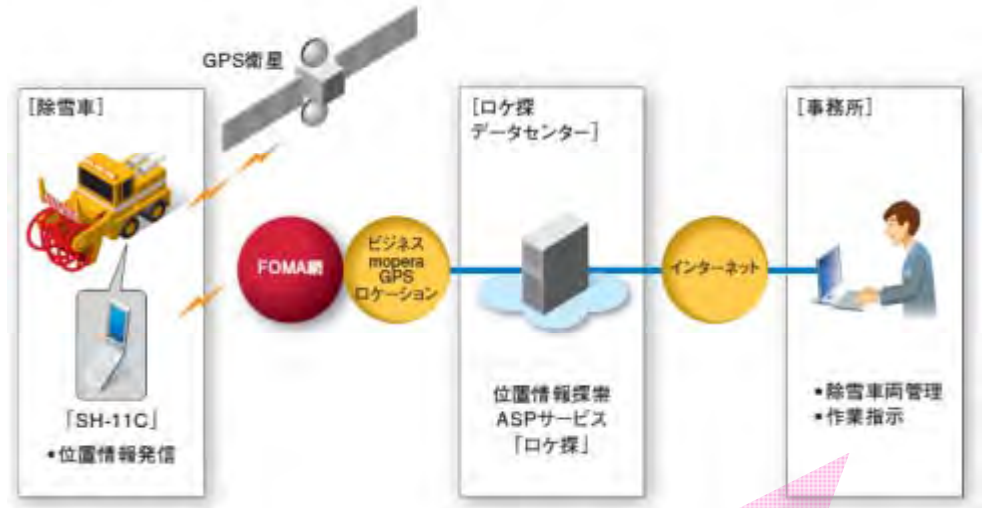 GPS衛星
[除雪車]
「SH-11C」
•位置情報発信
FOMA網
ビジネス
mopera
GPS
ロケーション
[ロケ探
データセンター]
位置情報探索
ASPサービス
「ロケ探」
インターネット
[事務所]
▪除雪車両管理
▪作業指示